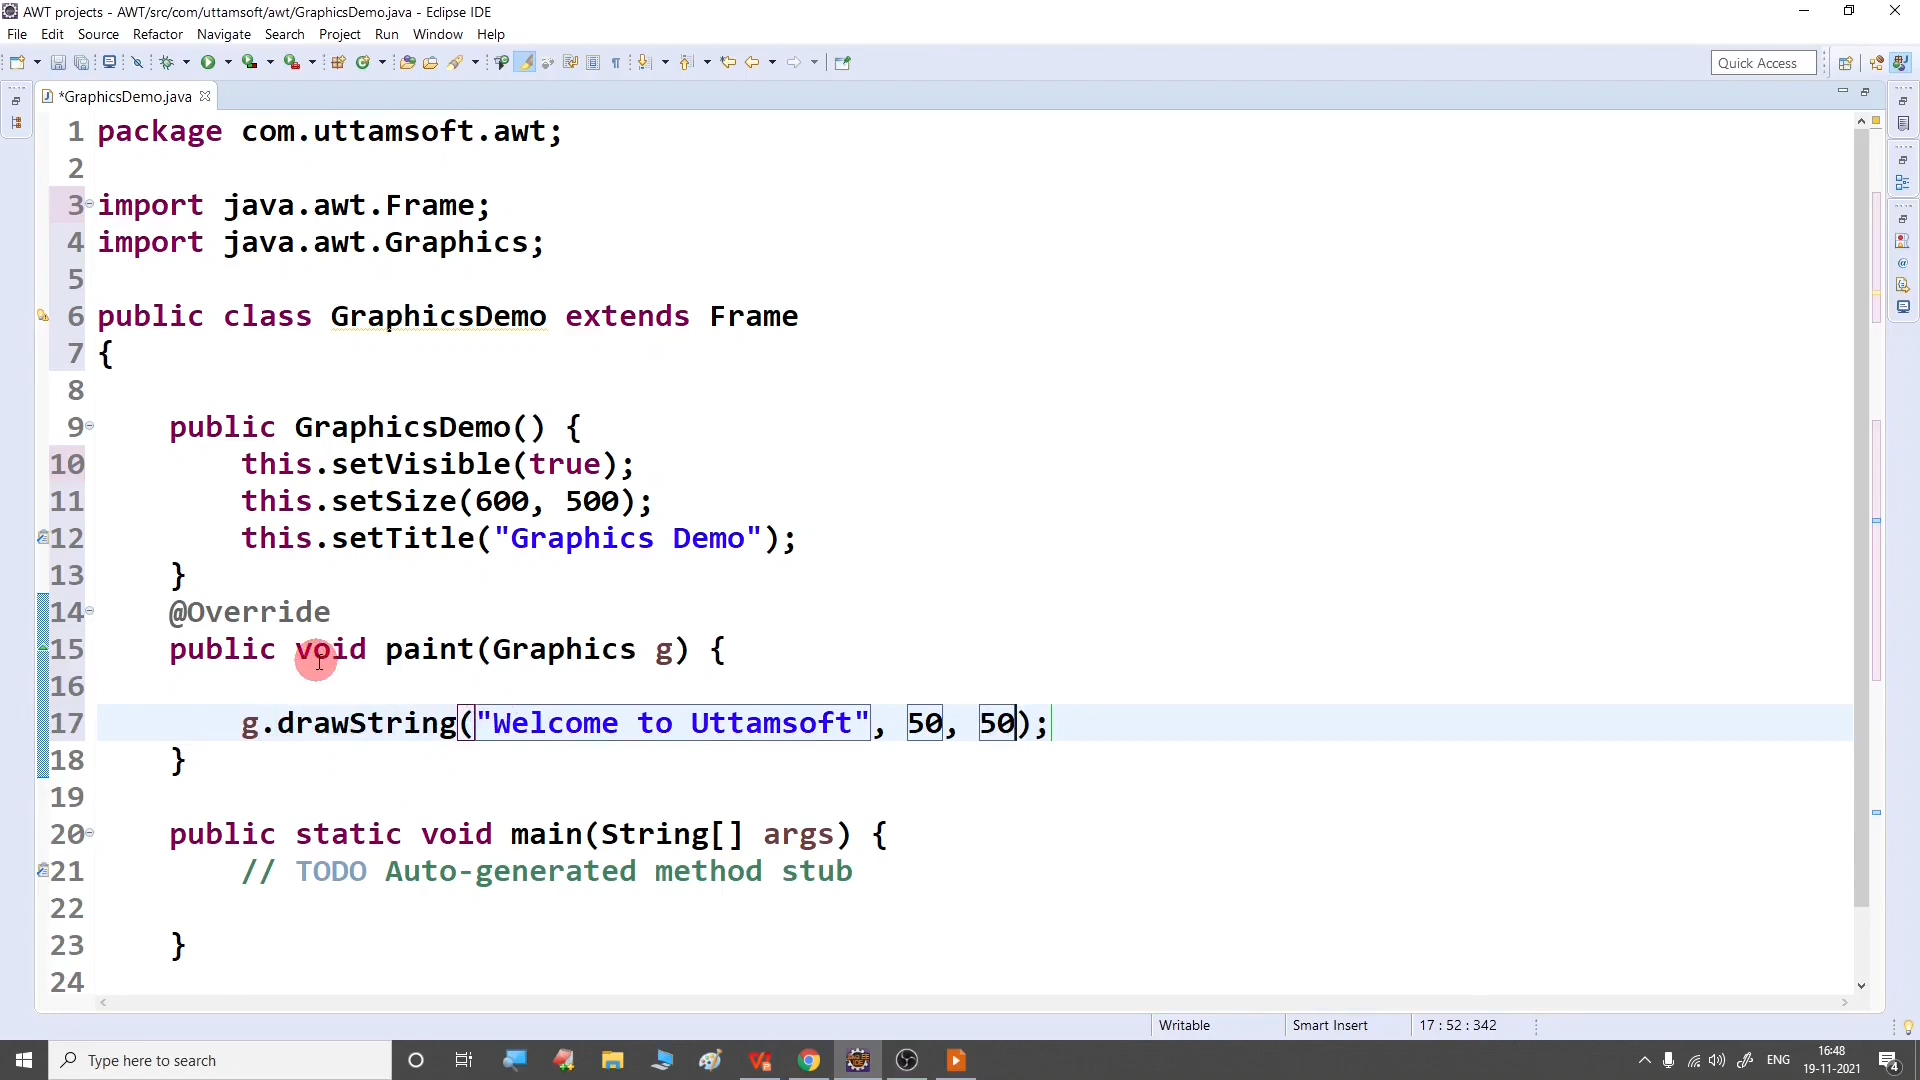 AWT projects - AWT/src/com/uttamsoft/awt/GraphicsDemo.java - Eclipse IDE
File Edit Source Refactor Navigate Search Project Run Window Help
Quick Access
*GraphicsDemo.java
1 package com.uttamsoft.awt;
2
3 import java.awt.Frame;
4 import java.awt.Graphics;
5
6 public class GraphicsDemo extends Frame
7 {
8
9 public GraphicsDemo() {
10 this.setVisible(true);
11 this.setSize(600, 500);
12 this.setTitle("Graphics Demo");
13 }
14 @Override
15 public void paint(Graphics g) {
16
17 g.drawString("Welcome to Uttamsoft", 50, 50);
18 }
19
20 public static void main(String[] args) {
21 // TODO Auto-generated method stub
22
23 }
24
Writable Smart Insert 17 : 52 : 342
Type here to search
ENG 16:48
19-11-2021
4